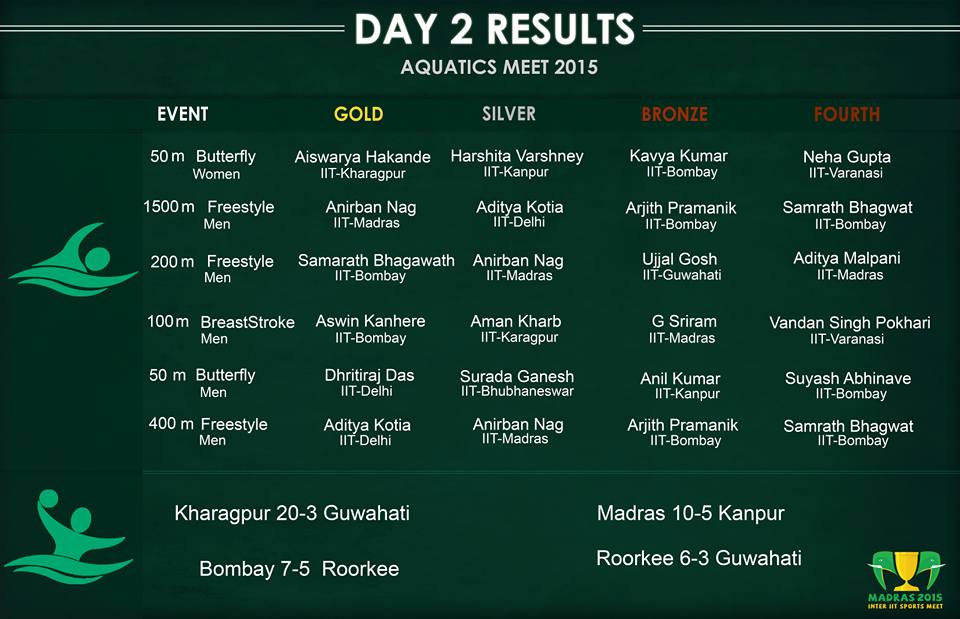 DAY 2 RESULTS
AQUATICS MEET 2015
EVENT GOLD SILVER BRONZE FOURTH
50 m Butterfly Aiswarya Hakande Harshita Varshney Kavya Kumar Neha Gupta
Women IIT-Kharagpur IIT-Kanpur IIT-Bombay IIT-Varanasi
1500 m Freestyle Anirban Nag Aditya Kotia Arjith Pramanik Samrath Bhagwat
Men IIT-Madras IIT-Delhi IIT-Bombay IIT-Bombay
200 m Freestyle Samarath Bhagawath Anirban Nag Ujjal Gosh Aditya Malpani
Men IIT-Bombay IIT-Madras IIT-Guwahati IIT-Madras
100 m BreastStroke Aswin Kanhere Aman Kharb G Sriram Vandan Singh Pokhari
Men IIT-Bombay IIT-Karagpur IIT-Madras IIT-Varanasi
50 m Butterfly Dhritiraj Das Surada Ganesh Anil Kumar Suyash Abhinave
Men IIT-Delhi IIT-Bhubhaneswar IIT-Kanpur IIT-Bombay
400 m Freestyle Aditya Kotia Anirban Nag Arjith Pramanik Samrath Bhagwat
Men IIT-Delhi IIT-Madras IIT-Bombay IIT-Bombay
Kharagpur 20-3 Guwahati Madras 10-5 Kanpur
Bombay 7-5 Roorkee Roorkee 6-3 Guwahati
MADRAS 2015
INTER IIT SPORTS MEET